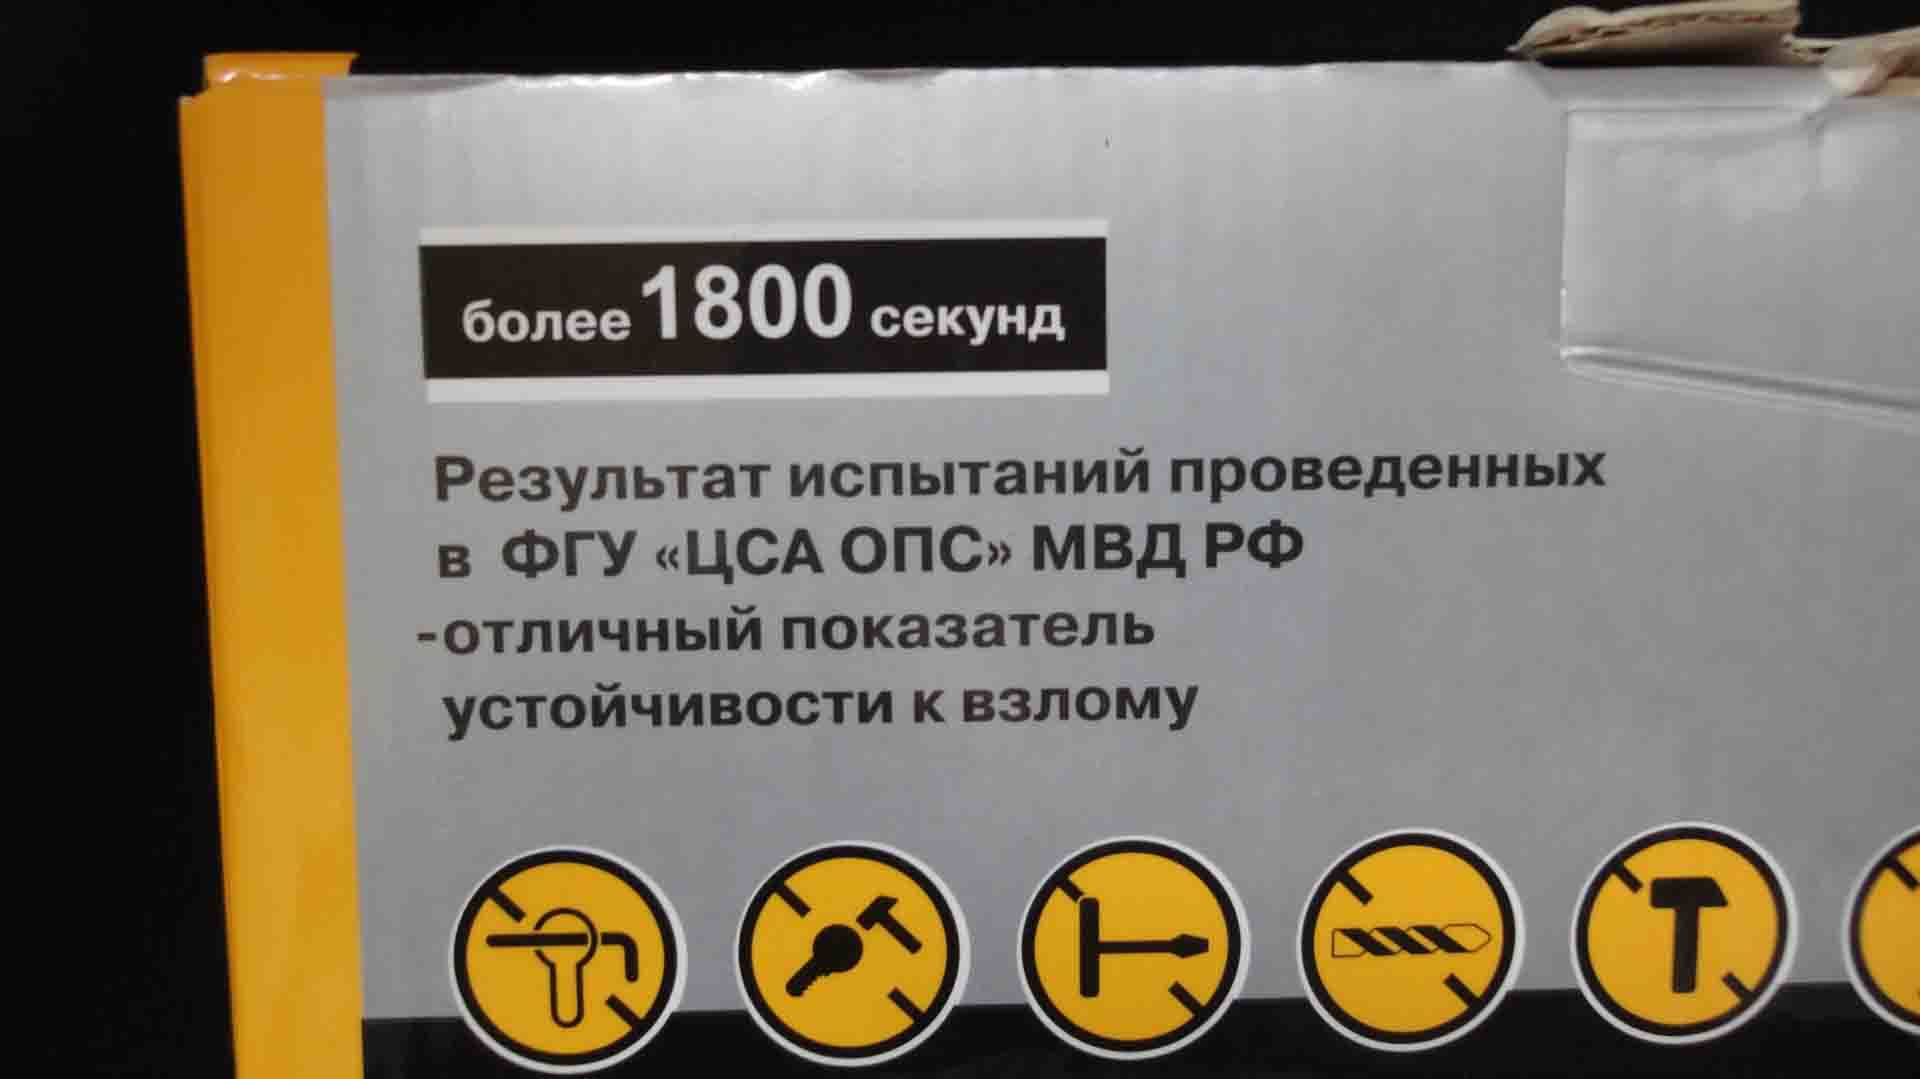 более 1800 секунд
Результат испытаний проведенных
в ФГУ «ЦСА ОПС» МВД РФ
-отличный показатель
устойчивости к взлому